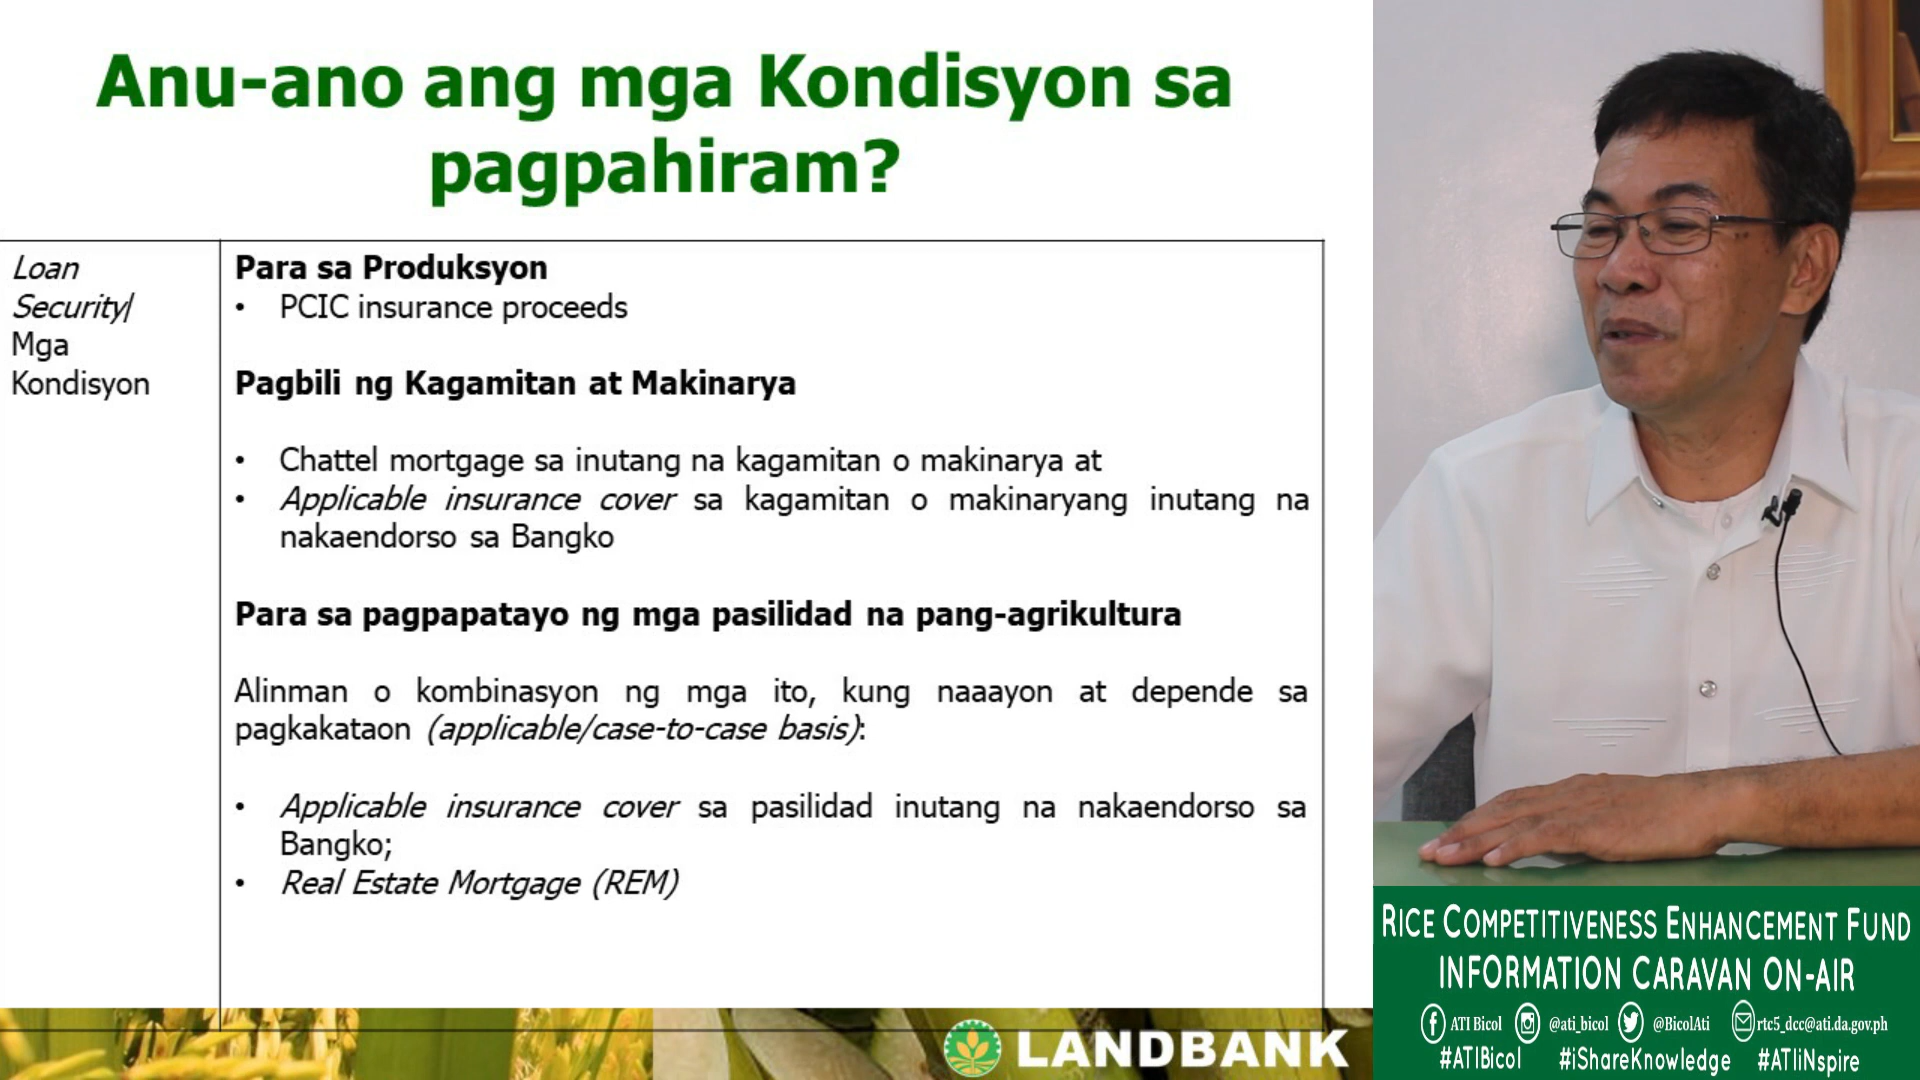 Anu-ano ang mga Kondisyon sa
pagpahiram?
Loan
Security/
Mga
Kondisyon
Para sa Produksyon
• PCIC insurance proceeds
Pagbili ng Kagamitan at Makinarya
• Chattel mortgage sa inutang na kagamitan o makinarya at
• Applicable insurance cover sa kagamitan o makinaryang inutang na
nakaendorso sa Bangko
Para sa pagpapatayo ng mga pasilidad na pang-agrikultura
Alinman o kombinasyon ng mga ito, kung naaayon at depende sa
pagkakataon (applicable/case-to-case basis):
• Applicable insurance cover sa pasilidad inutang na nakaendorso sa
Bangko;
• Real Estate Mortgage (REM)
LANDBANK
RICE COMPETITIVENESS ENHANCEMENT FUND
INFORMATION CARAVAN ON-AIR
ATI Bicol @ati_bicol @BicolAti rtc5_dcc@ati.da.gov.ph
#ATIBicol #iShareKnowledge #ATIiNspire